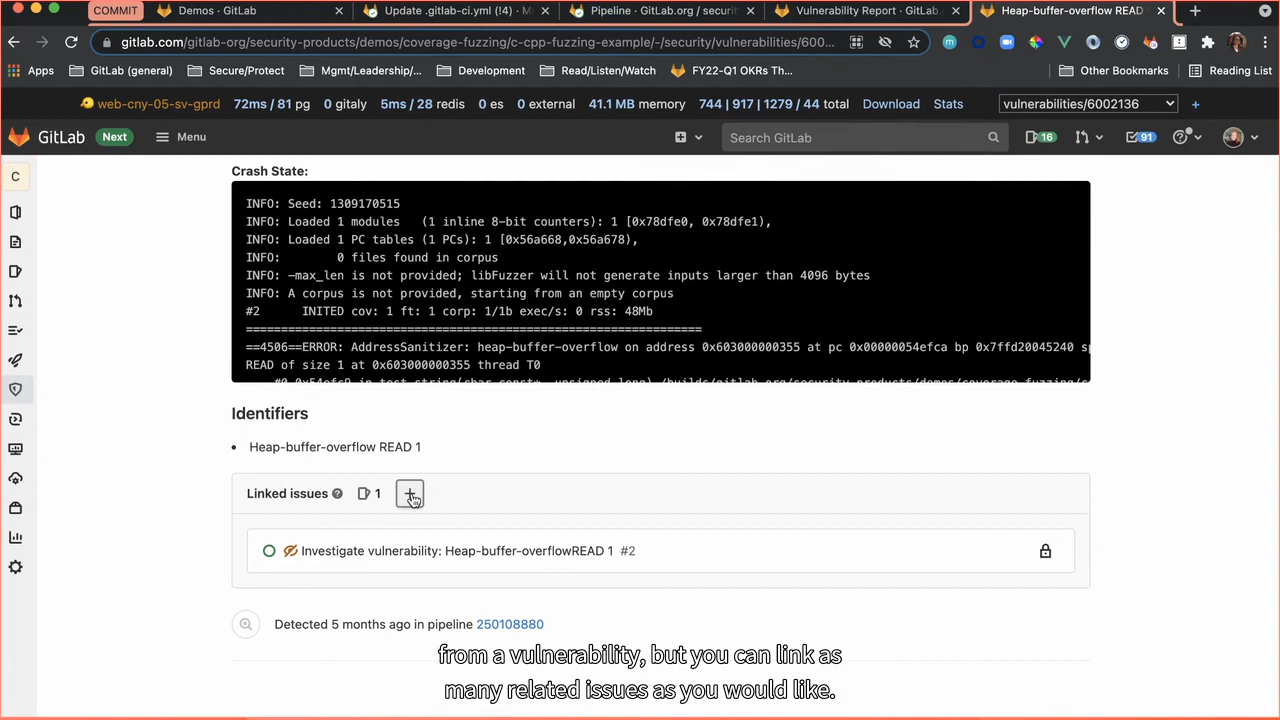 COMMIT
Demos · GitLab
Update .gitlab-ci.yml (!4) · M
Pipeline · GitLab.org / securit
Vulnerability Report · GitLab.
Heap-buffer-overflow READ
gitlab.com/gitlab-org/security-products/demos/coverage-fuzzing/c-cpp-fuzzing-example/-/security/vulnerabilities/600...
Apps
GitLab (general)
Secure/Protect
Mgmt/Leadership/...
Development
Read/Listen/Watch
FY22-Q1 OKRs Th...
Other Bookmarks
Reading List
web-cny-05-sv-gprd
72ms / 81 pg
0 gitaly
5ms / 28 redis
0 es
0 external
41.1 MB memory
744 | 917 | 1279 / 44 total
Download
Stats
vulnerabilities/6002136
GitLab
Next
Menu
Search GitLab
16
91
C
Crash State:
INFO: Seed: 1309170515
INFO: Loaded 1 modules (1 inline 8-bit counters): 1 [0x78dfe0, 0x78dfe1),
INFO: Loaded 1 PC tables (1 PCs): 1 [0x56a668,0x56a678),
INFO: 0 files found in corpus
INFO: -max_len is not provided; libFuzzer will not generate inputs larger than 4096 bytes
INFO: A corpus is not provided, starting from an empty corpus
#2 INITED cov: 1 ft: 1 corp: 1/1b exec/s: 0 rss: 48Mb
=================================================================
==4506==ERROR: AddressSanitizer: heap-buffer-overflow on address 0x603000000355 at pc 0x00000054efca bp 0x7ffd20045240 sp
READ of size 1 at 0x603000000355 thread T0
Identifiers
Heap-buffer-overflow READ 1
Linked issues
1
Investigate vulnerability: Heap-buffer-overflowREAD 1 #2
Detected 5 months ago in pipeline 250108880
from a vulnerability, but you can link as
many related issues as you would like.